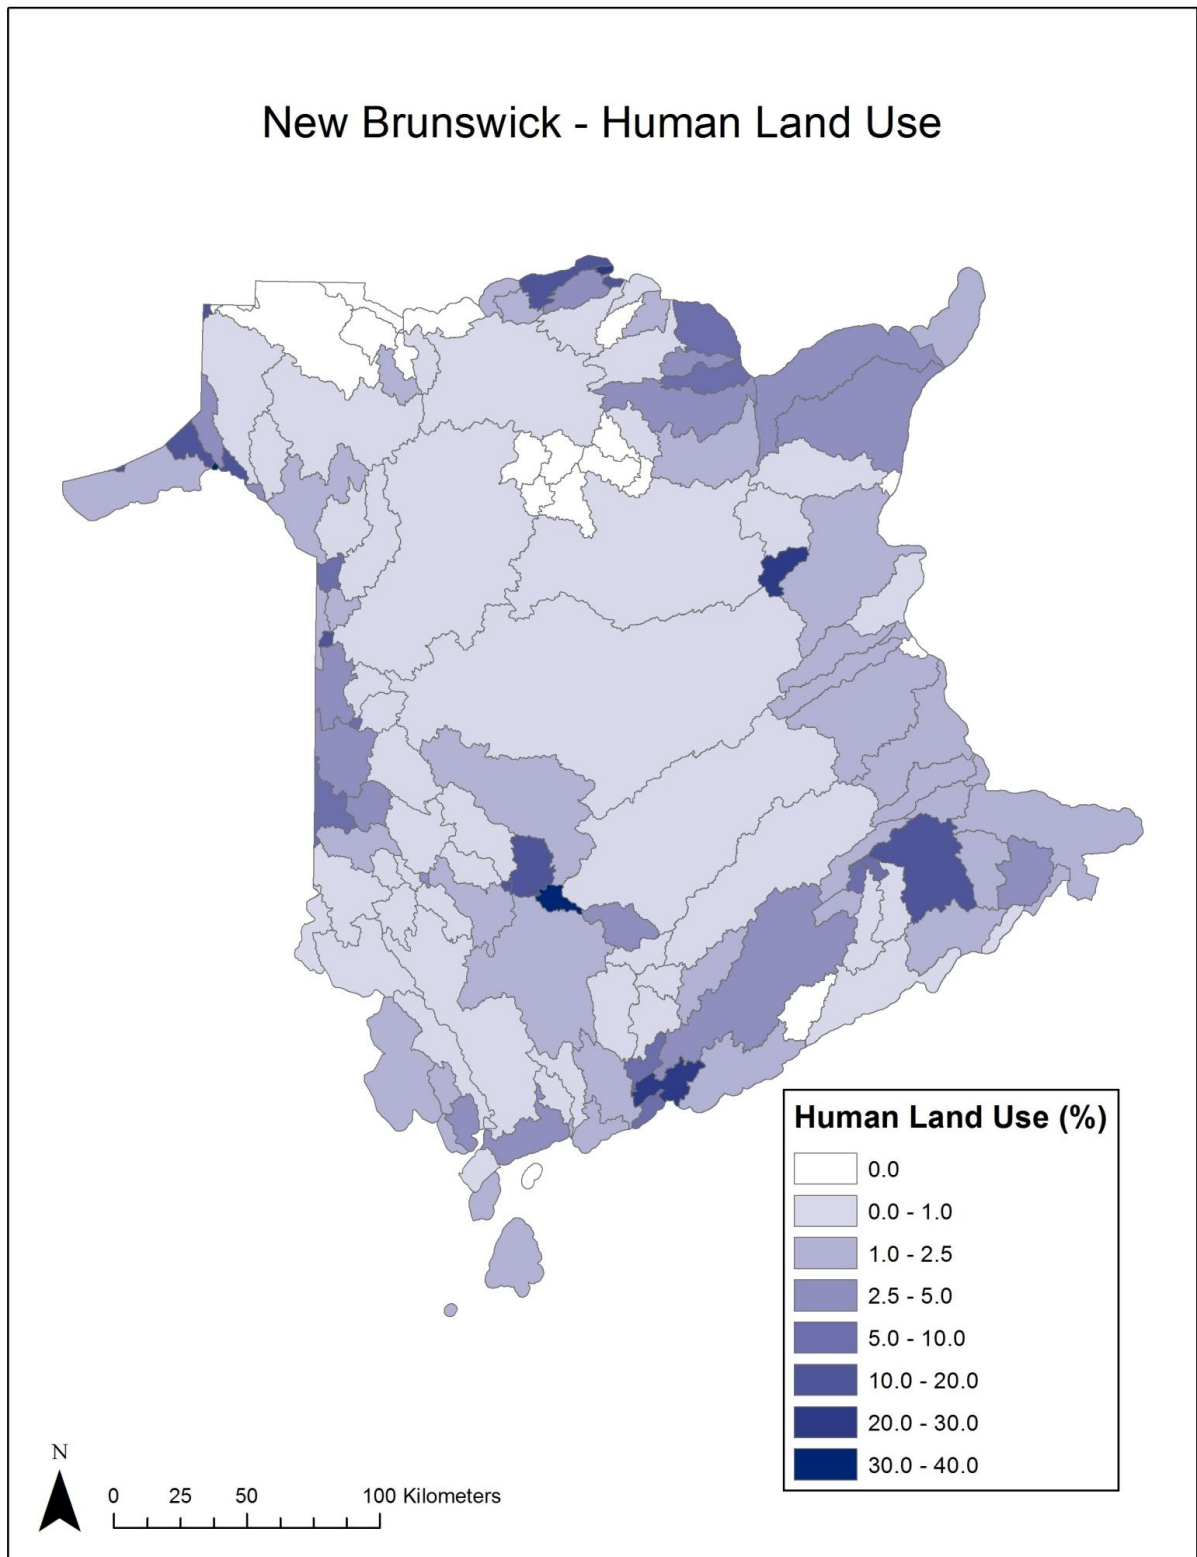 New Brunswick - Human Land Use
Human Land Use (%)
0.0
0.0 - 1.0
1.0 - 2.5
2.5 - 5.0
5.0 - 10.0
10.0 - 20.0
20.0 - 30.0
30.0 - 40.0
N
0 25 50 100 Kilometers